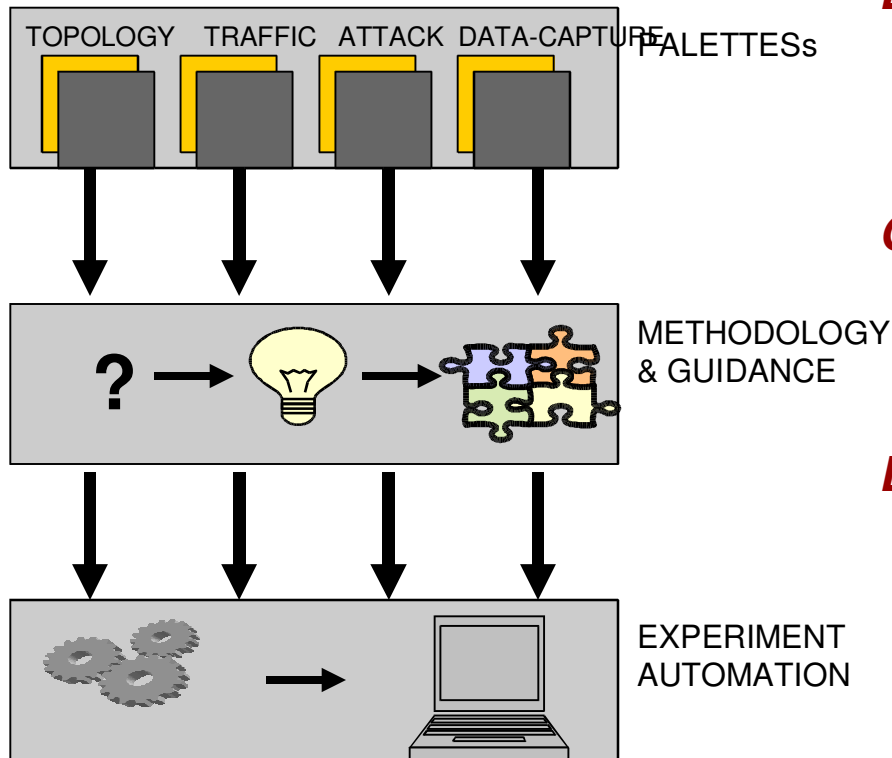 TOPOLOGY TRAFFIC ATTACK DATA-CAPTURE
PALETTESs
METHODOLOGY
& GUIDANCE
?
EXPERIMENT
AUTOMATION